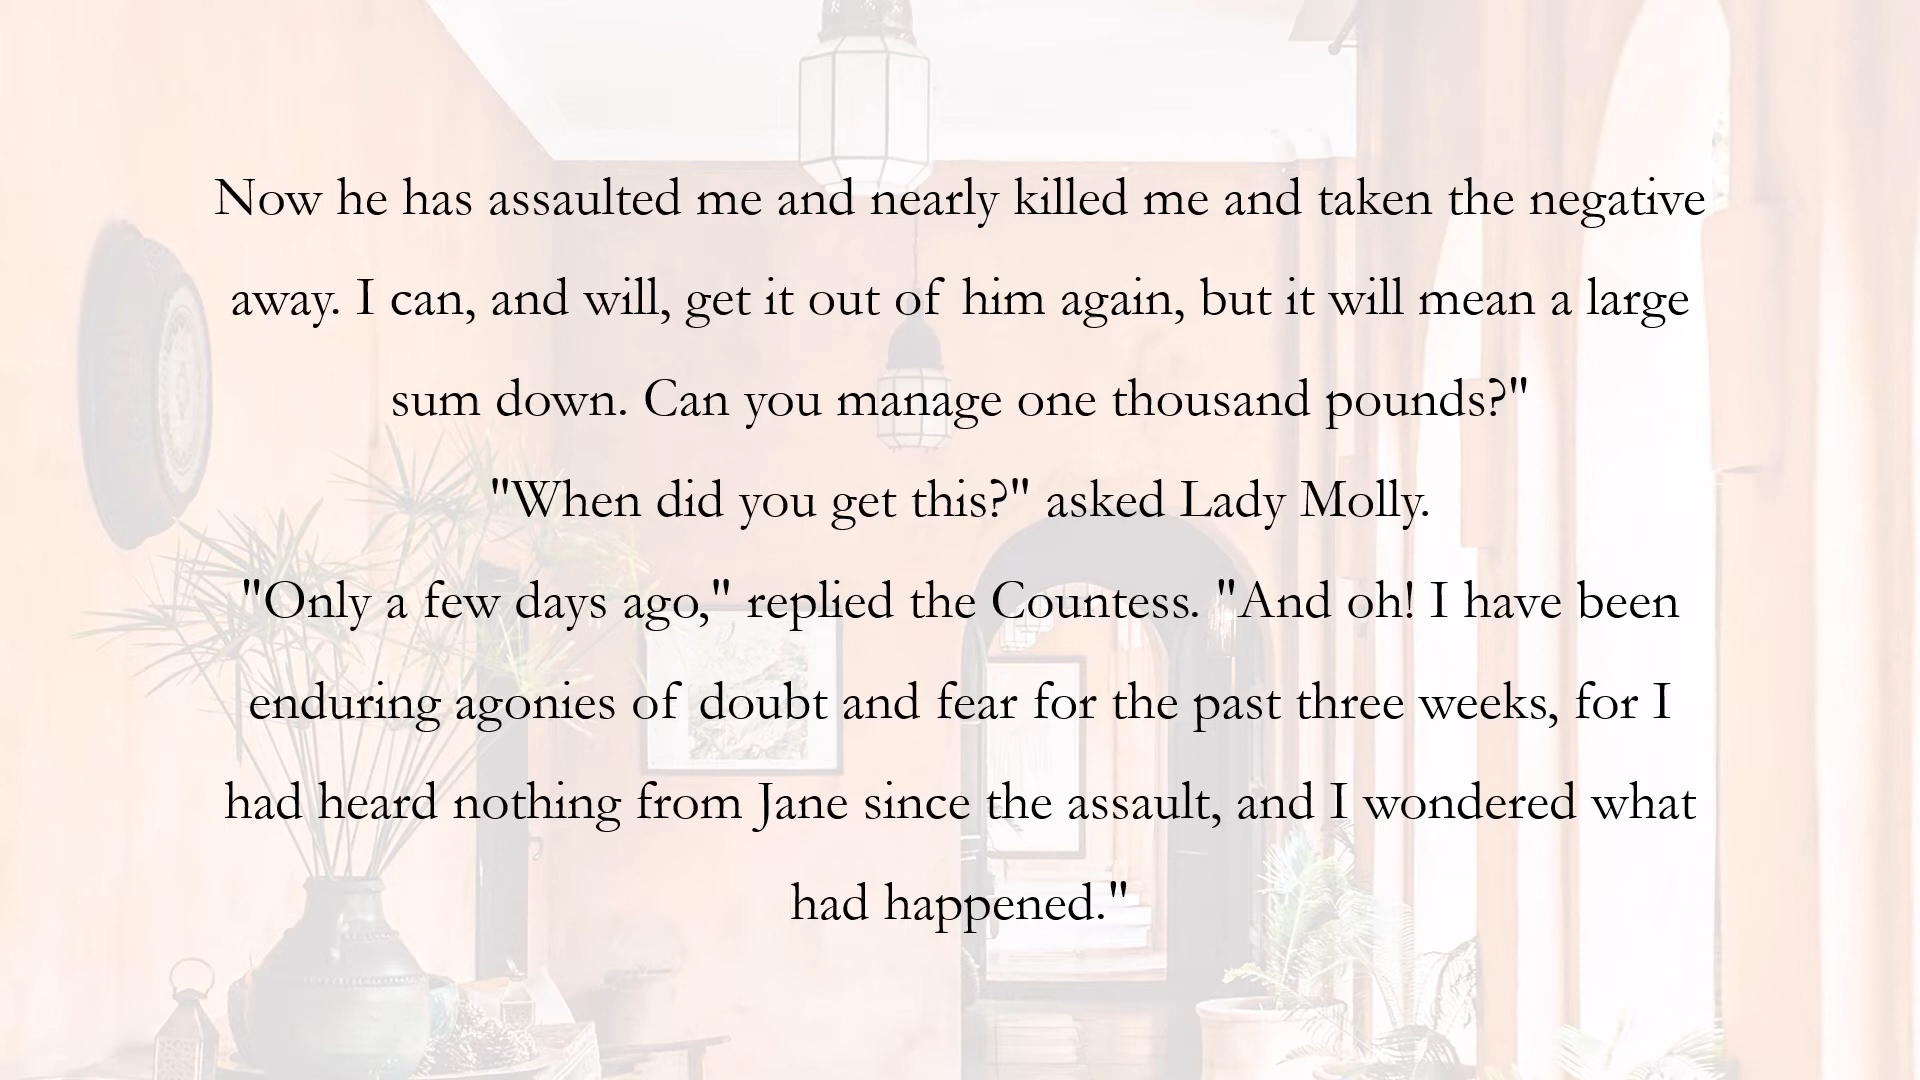 Now he has assaulted me and nearly killed me and taken the negative
away. I can, and will, get it out of him again, but it will mean a large
sum down. Can you manage one thousand pounds?"
"When did you get this?" asked Lady Molly.
"Only a few days ago," replied the Countess. "And oh! I have been
enduring agonies of doubt and fear for the past three weeks, for I
had heard nothing from Jane since the assault, and I wondered what
had happened."